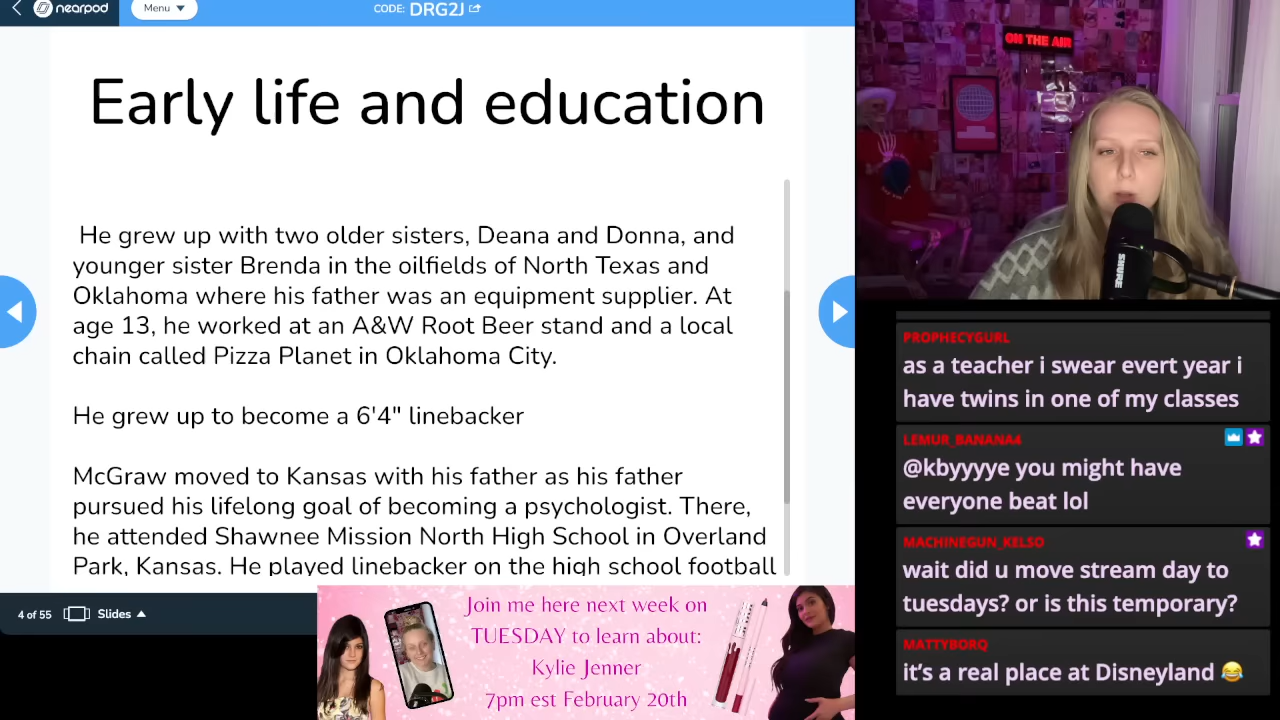 nearpod
Menu
CODE: DRG2J
Early life and education
He grew up with two older sisters, Deana and Donna, and
younger sister Brenda in the oilfields of North Texas and
Oklahoma where his father was an equipment supplier. At
age 13, he worked at an A&W Root Beer stand and a local
chain called Pizza Planet in Oklahoma City.
He grew up to become a 6'4" linebacker
McGraw moved to Kansas with his father as his father
pursued his lifelong goal of becoming a psychologist. There,
he attended Shawnee Mission North High School in Overland
Park, Kansas. He played linebacker on the high school football
4 of 55
Slides
Join me here next week on
TUESDAY to learn about:
Kylie Jenner
7pm est February 20th
ON THE AIR
SHURE
PROPHECYGURL
as a teacher i swear evert year i
have twins in one of my classes
LEMUR_BANANA4
@kbyyyye you might have
everyone beat lol
MACHINEGUN_KELSO
wait did u move stream day to
tuesdays? or is this temporary?
MATTYBORQ
it's a real place at Disneyland 😂